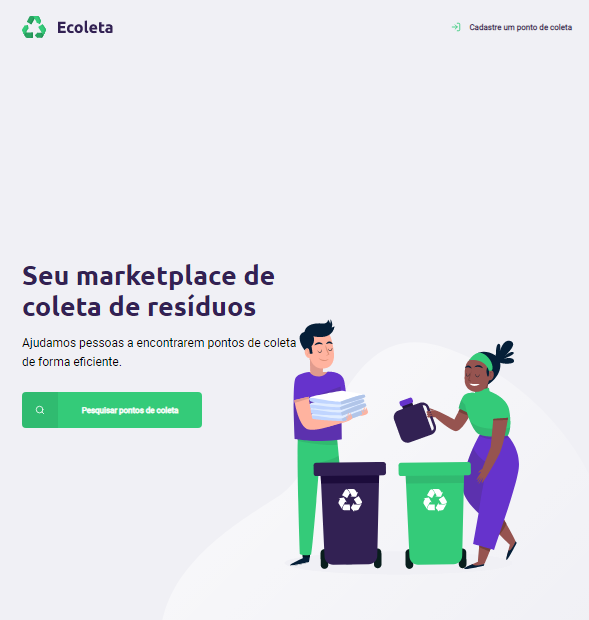 Ecoleta
Cadastre um ponto de coleta
Seu marketplace de
coleta de resíduos
Ajudamos pessoas a encontrarem pontos de coleta
de forma eficiente.
Pesquisar pontos de coleta